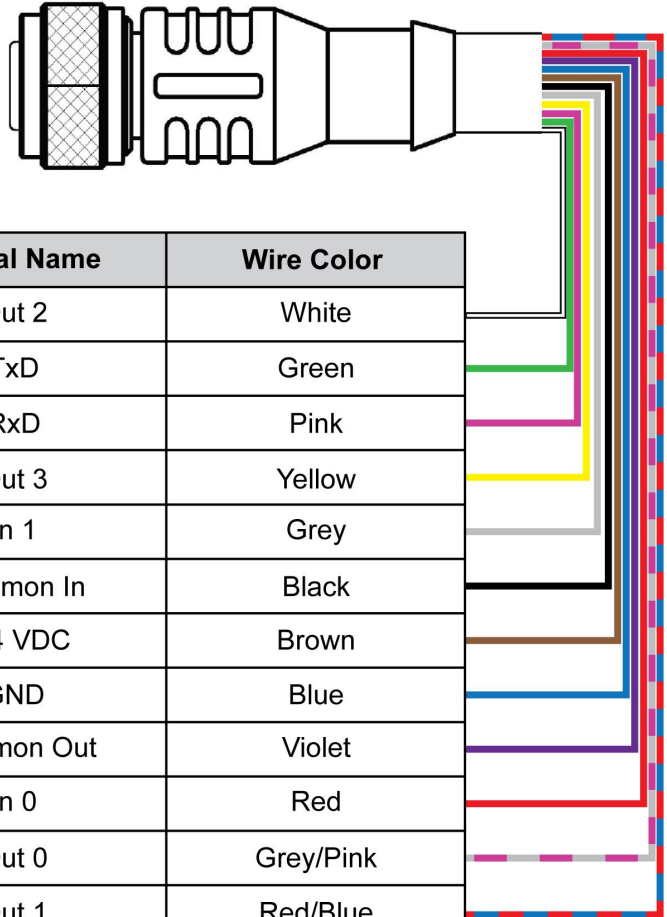 al Name Wire Color
ut 2 White
TxD Green
RxD Pink
ut 3 Yellow
n 1 Grey
mon In Black
4 VDC Brown
GND Blue
mon Out Violet
n 0 Red
ut 0 Grey/Pink
ut 1 Red/Blue